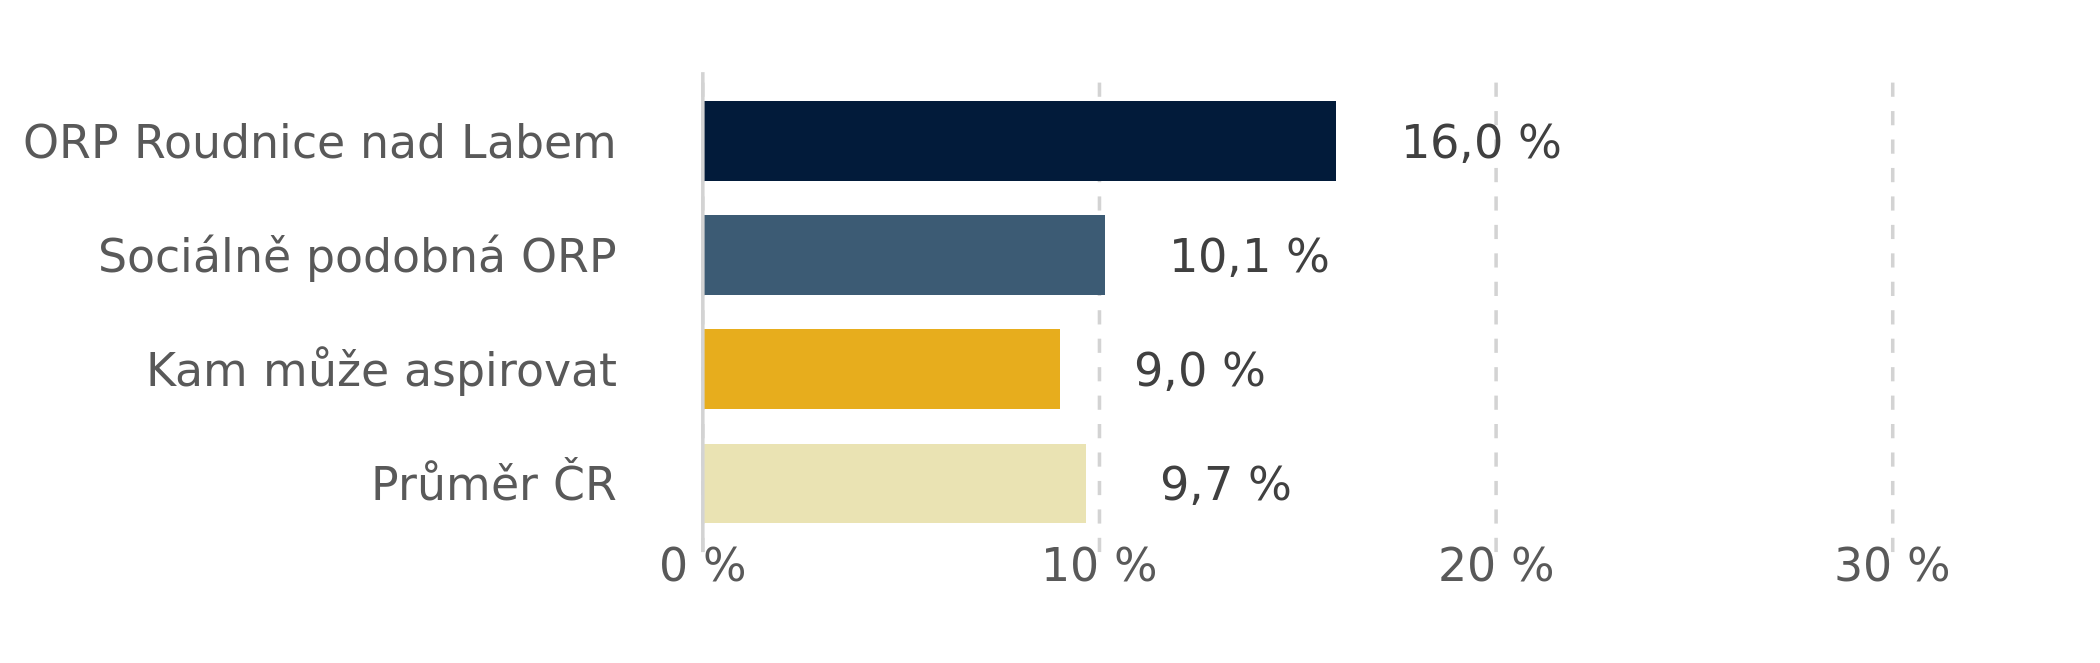 ORP Roudnice nad Labem 16,0 %
Sociálně podobná ORP 10,1 %
Kam může aspirovat 9,0 %
Průměr ČR 9,7 %
0 % 10 % 20 % 30 %